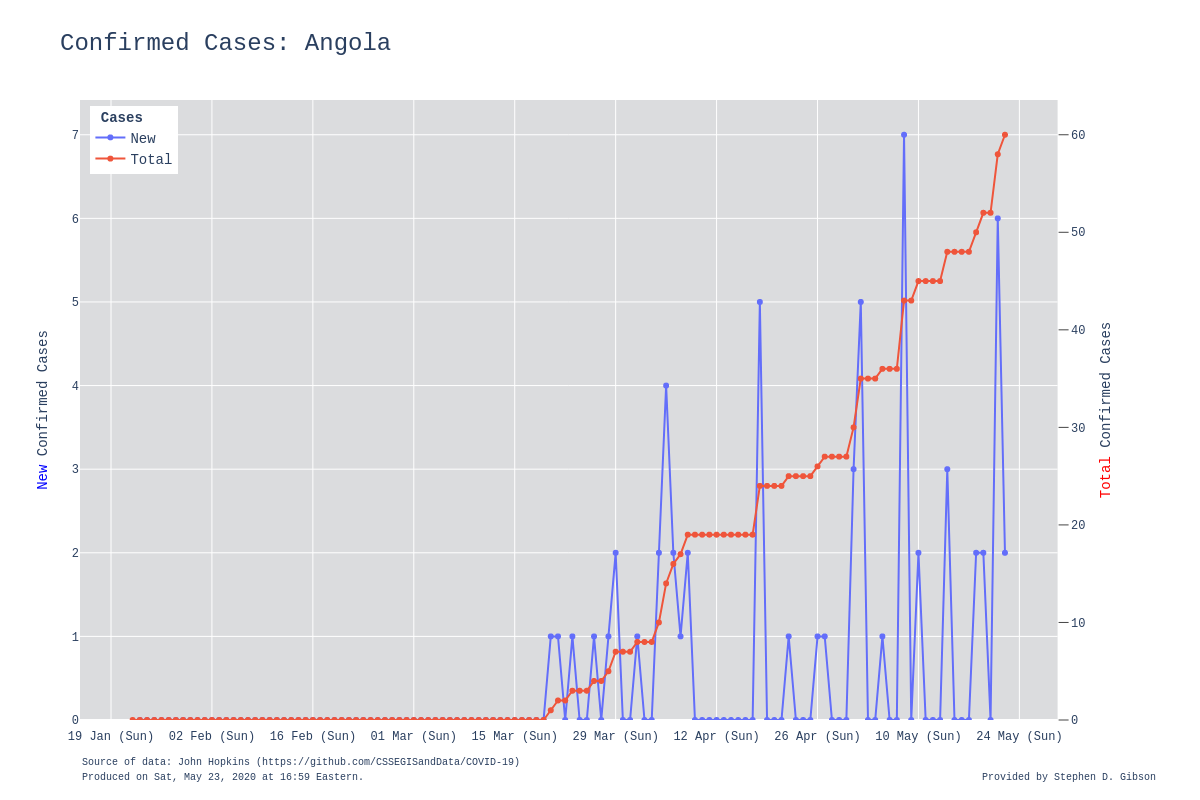 Confirmed Cases: Angola
Cases
New
Total
7
6
5
4
3
2
1
0
New Confirmed Cases
60
50
40
30
20
10
0
Total Confirmed Cases
19 Jan (Sun) 02 Feb (Sun) 16 Feb (Sun) 01 Mar (Sun) 15 Mar (Sun) 29 Mar (Sun) 12 Apr (Sun) 26 Apr (Sun) 10 May (Sun) 24 May (Sun)
Source of data: John Hopkins (https://github.com/CSSEGISandData/COVID-19)
Produced on Sat, May 23, 2020 at 16:59 Eastern.
Provided by Stephen D. Gibson